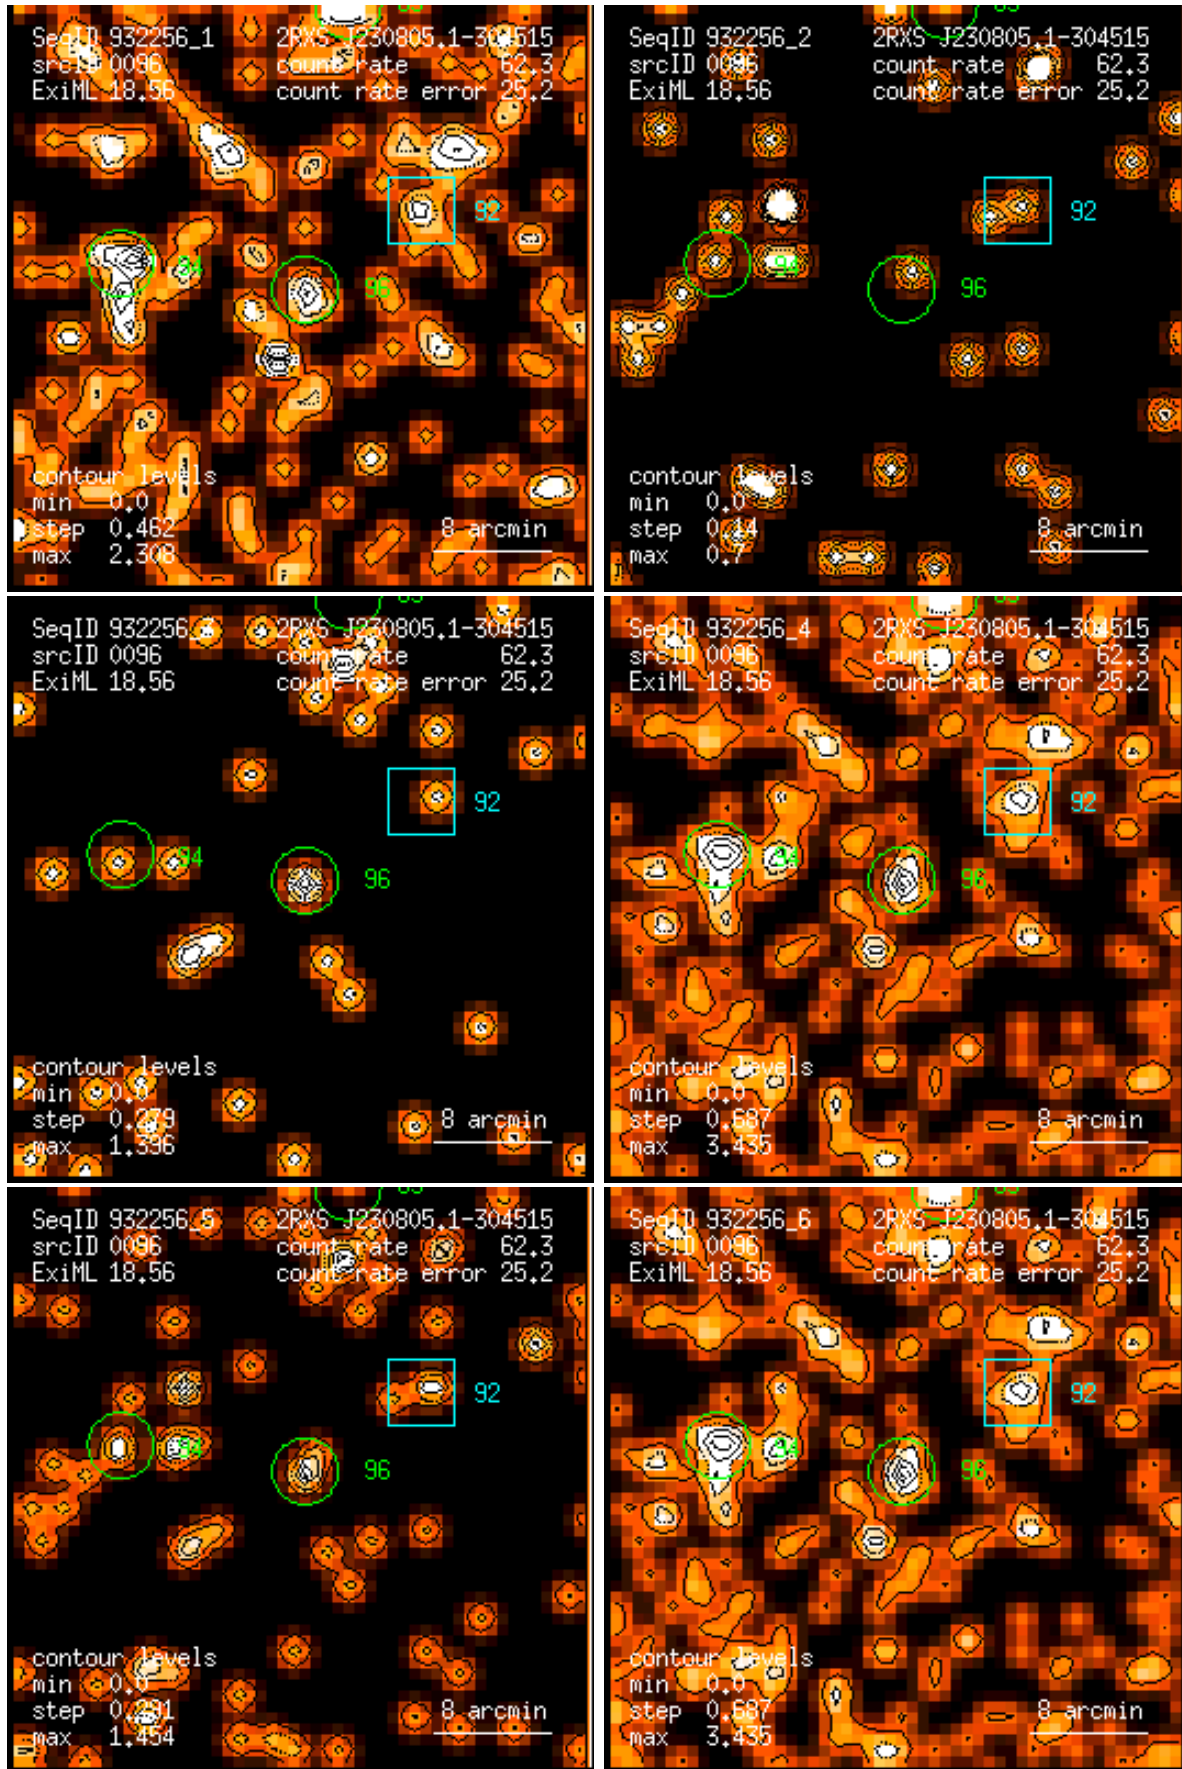 SeqID 932256_1 2RXS J230805.1-304515
srcID 0096 count rate 62.3
ExiML 18.56 count rate error 25.2
92
94
96
contour levels
min 0.0
step 0.462 8 arcmin
max 2.308
SeqID 932256_2 2RXS J230805.1-304515
srcID 0096 count rate 62.3
ExiML 18.56 count rate error 25.2
92
94
96
contour levels
min 0.0
step 0.14 8 arcmin
max 0.7
SeqID 932256_3 2RXS J230805.1-304515
srcID 0096 count rate 62.3
ExiML 18.56 count rate error 25.2
92
94
96
contour levels
min 0.0
step 0.279 8 arcmin
max 1.396
SeqID 932256_4 2RXS J230805.1-304515
srcID 0096 count rate 62.3
ExiML 18.56 count rate error 25.2
92
94
96
contour levels
min 0.0
step 0.687 8 arcmin
max 3.435
SeqID 932256_5 2RXS J230805.1-304515
srcID 0096 count rate 62.3
ExiML 18.56 count rate error 25.2
92
94
96
contour levels
min 0.0
step 0.291 8 arcmin
max 1.454
SeqID 932256_6 2RXS J230805.1-304515
srcID 0096 count rate 62.3
ExiML 18.56 count rate error 25.2
92
94
96
contour levels
min 0.0
step 0.687 8 arcmin
max 3.435